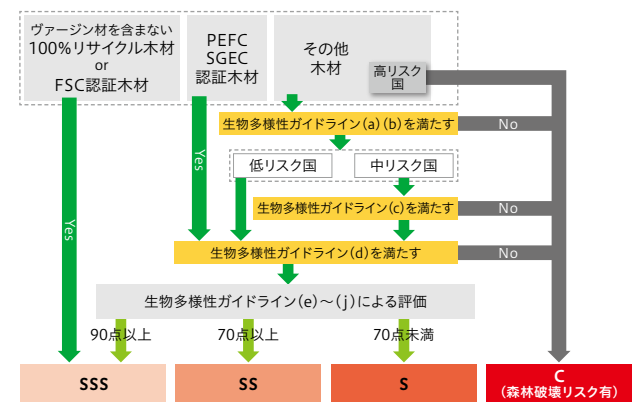 ヴァージン材を含まない
100%リサイクル木材
or
FSC認証木材
PEFC
SGEC
認証木材
その他
木材
高リスク
国
生物多様性ガイドライン(a)(b)を満たす
No
Yes
低リスク国
中リスク国
生物多様性ガイドライン(c)を満たす
No
Yes
生物多様性ガイドライン(d)を満たす
No
生物多様性ガイドライン(e)～(j)による評価
90点以上
70点以上
70点未満
SSS
SS
S
C
(森林破壊リスク有)